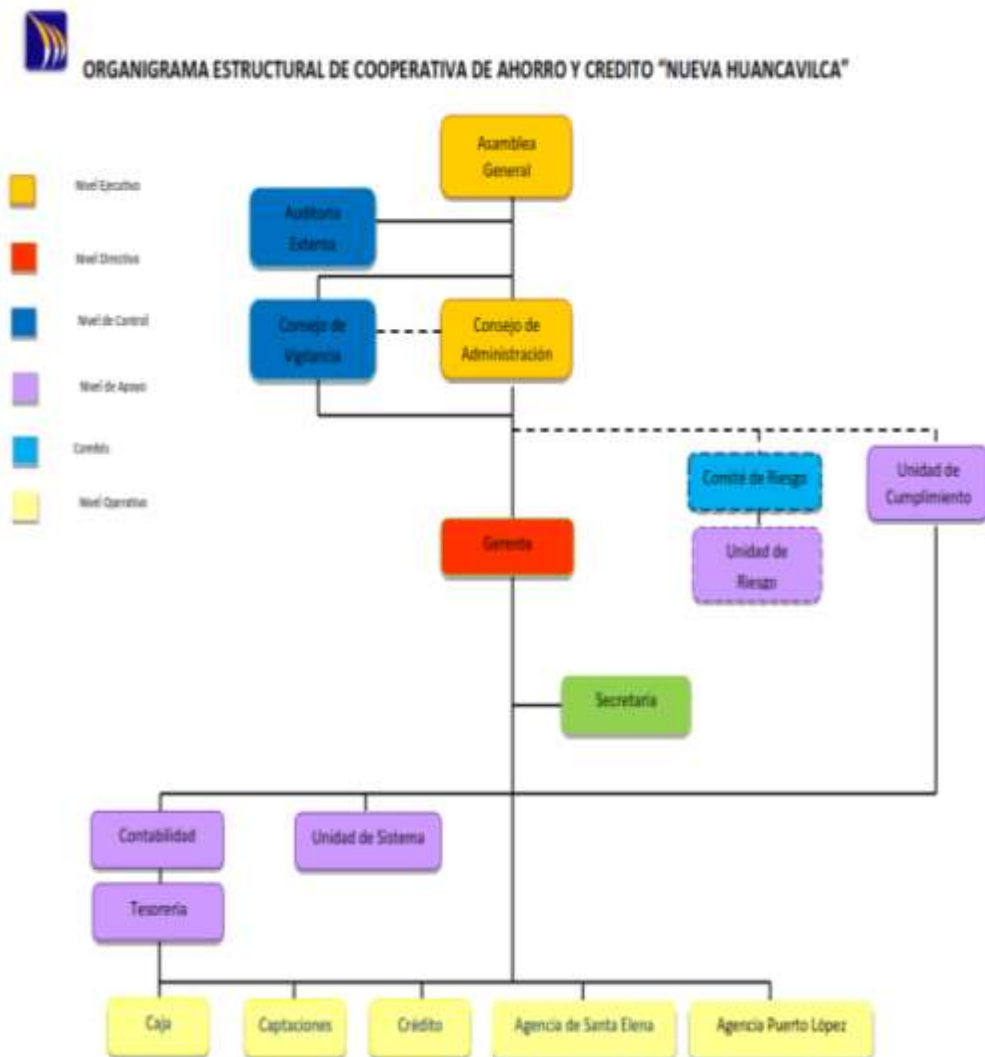 ORGANIGRAMA ESTRUCTURAL DE COOPERATIVA DE AHORRO Y CREDITO "NUEVA HUANCAVILCA"
Asamblea
General
Nivel Ejecutivo
Auditoria
Externa
Nivel Directivo
Nivel de Control
Consejo de
Vigilancia
Consejo de
Administración
Nivel de Apoyo
Comités
Comité de Riesgo
Unidad de
Cumplimiento
Nivel Operativo
Gerente
Unidad de
Riesgo
Secretaria
Contabilidad
Unidad de Sistema
Tesorería
Caja
Captaciones
Crédito
Agencia de Santa Elena
Agencia Puerto López